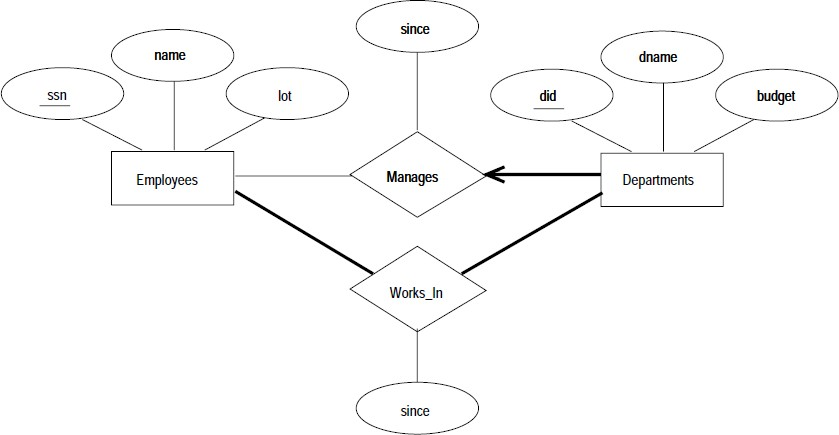 since
name
dname
ssn
lot
did
budget
Employees
Manages
Departments
Works_In
since